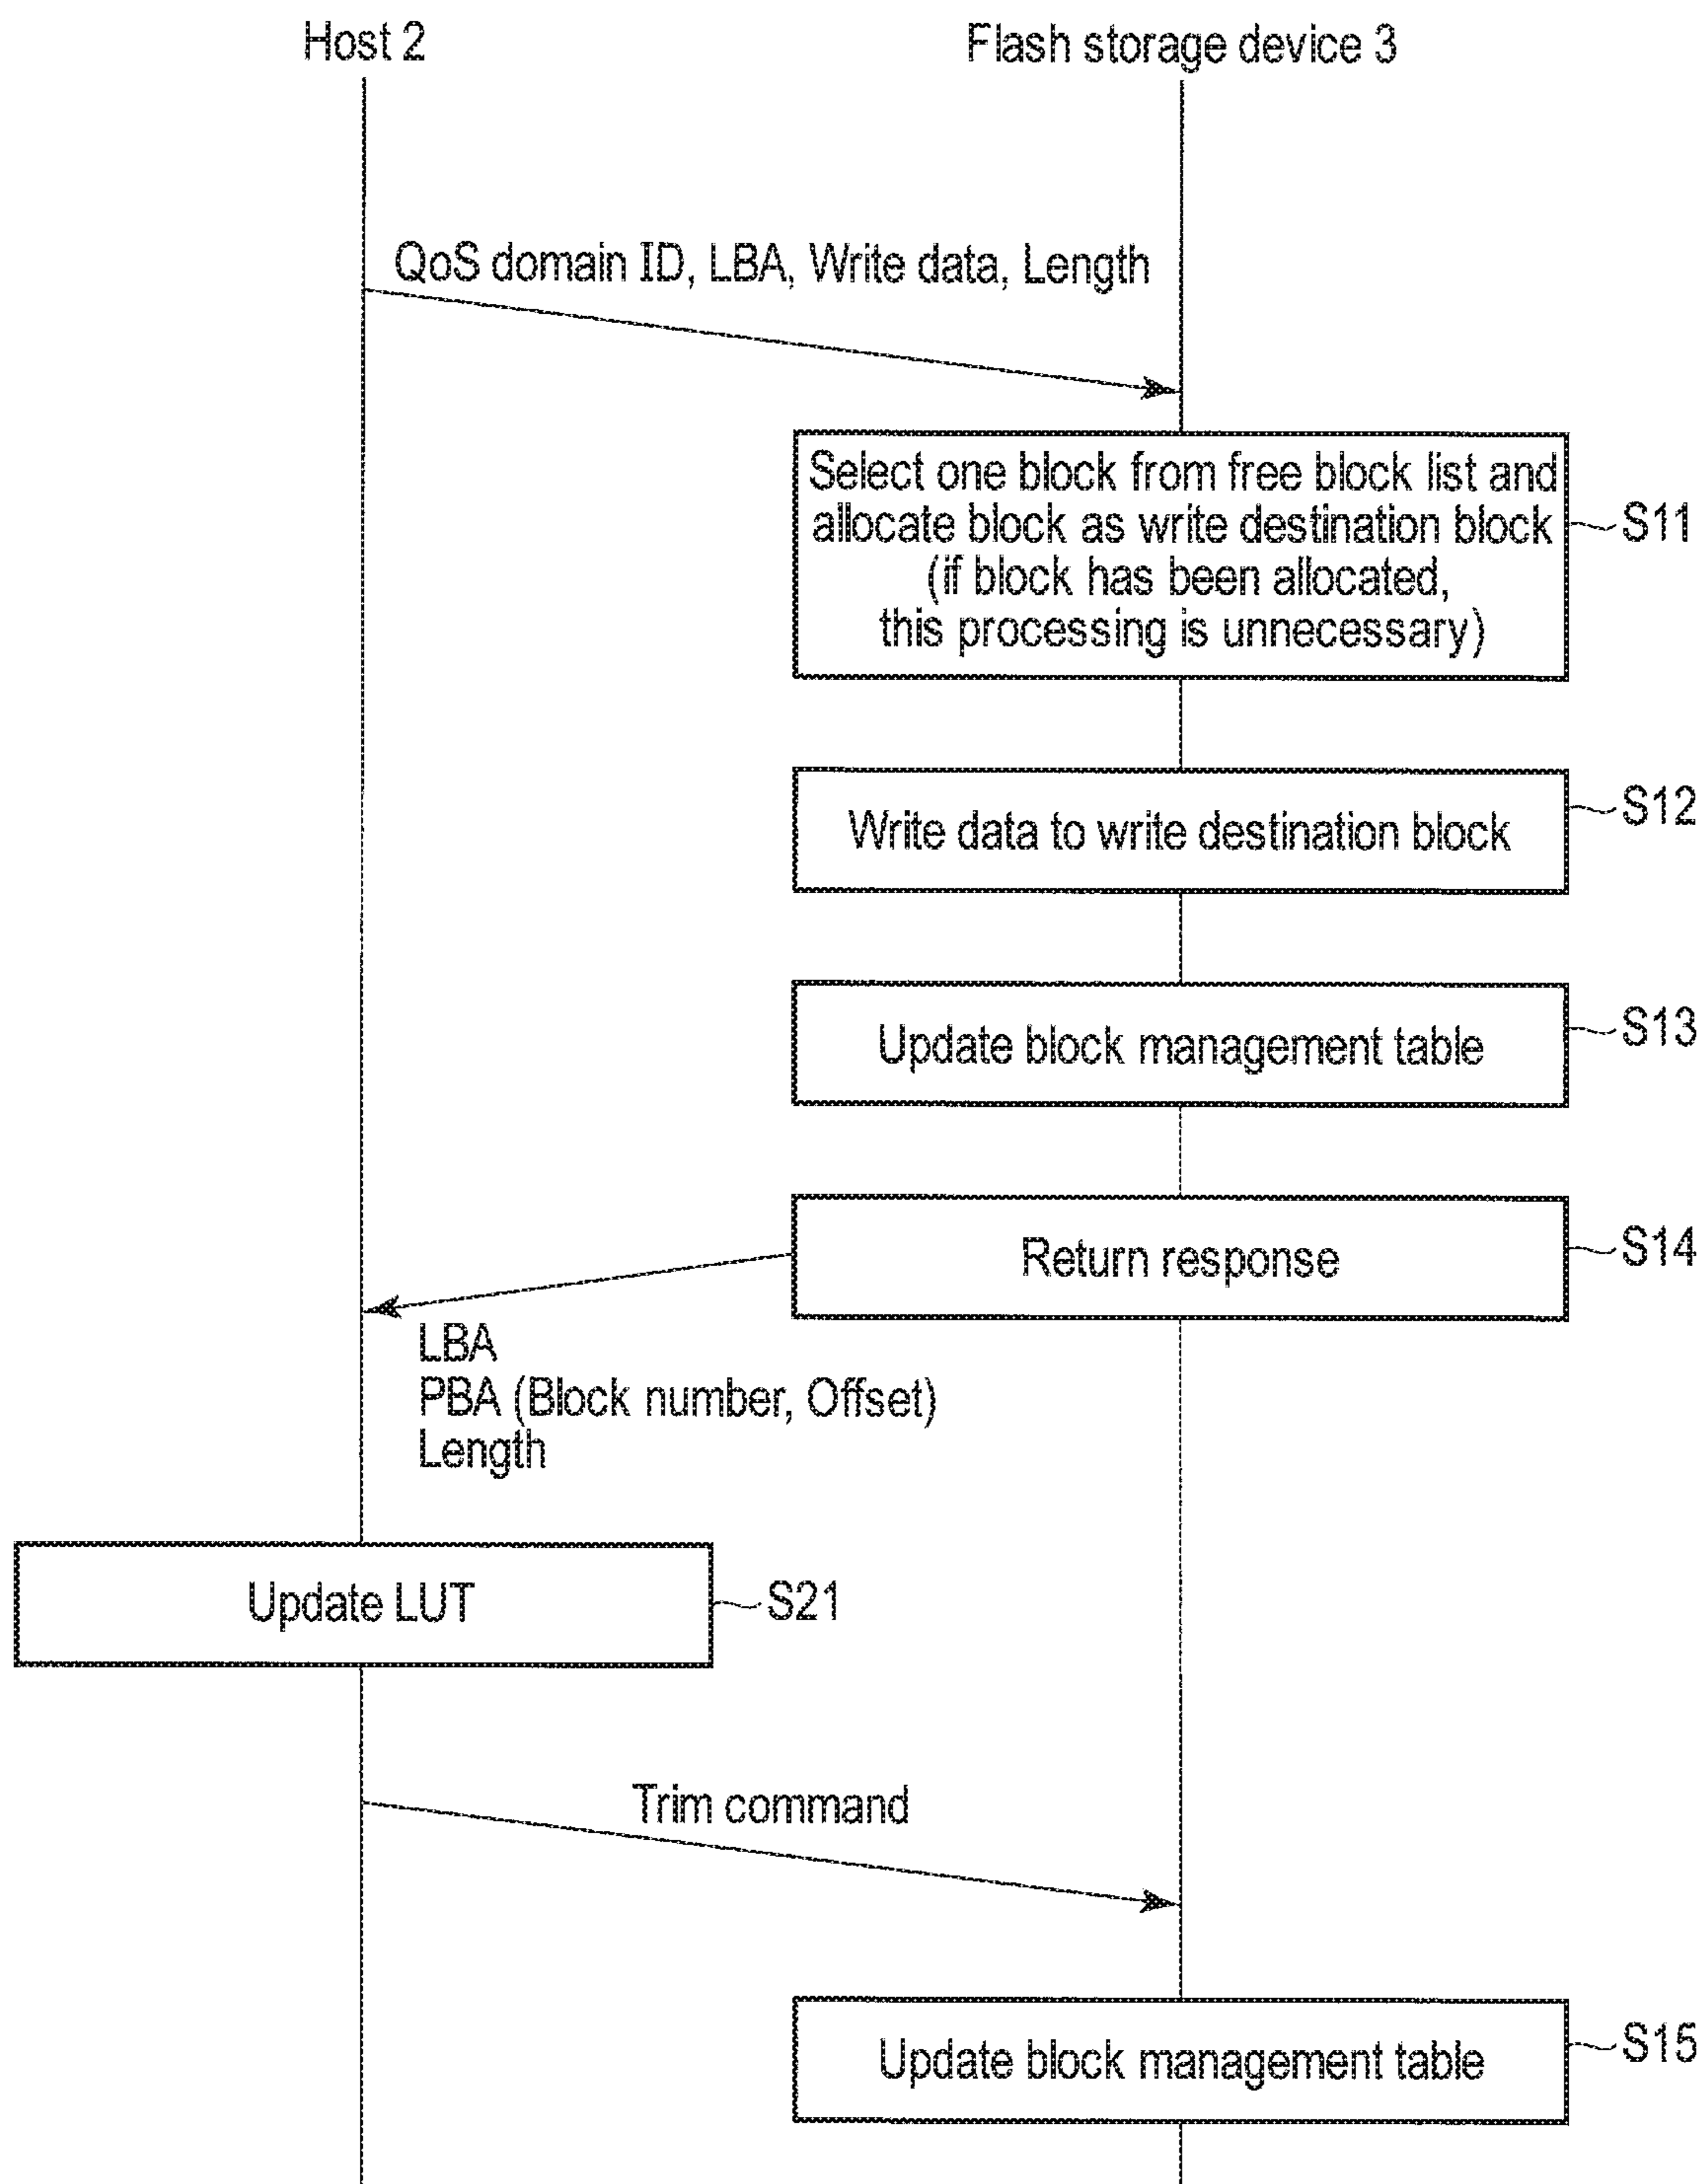 Host 2
Flash storage device 3
QoS domain ID, LBA, Write data, Length
Select one block from free block list and
allocate block as write destination block
(if block has been allocated,
this processing is unnecessary)
S11
Write data to write destination block
S12
Update block management table
S13
Return response
S14
LBA
PBA (Block number, Offset)
Length
Update LUT
S21
Trim command
Update block management table
S15